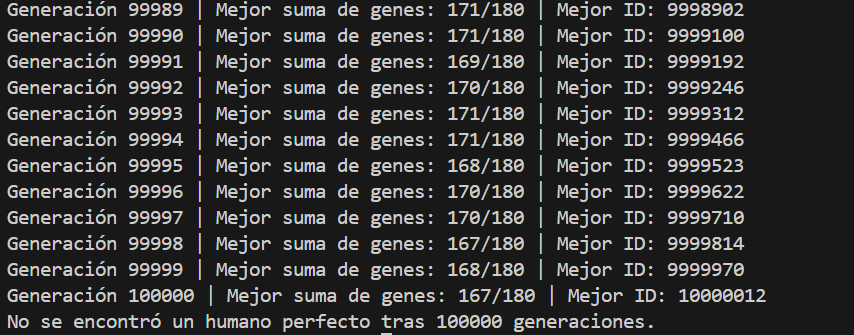 Generación 99989 | Mejor suma de genes: 171/180 | Mejor ID: 9998902
Generación 99990 | Mejor suma de genes: 171/180 | Mejor ID: 9999100
Generación 99991 | Mejor suma de genes: 169/180 | Mejor ID: 9999192
Generación 99992 | Mejor suma de genes: 170/180 | Mejor ID: 9999246
Generación 99993 | Mejor suma de genes: 171/180 | Mejor ID: 9999312
Generación 99994 | Mejor suma de genes: 171/180 | Mejor ID: 9999466
Generación 99995 | Mejor suma de genes: 168/180 | Mejor ID: 9999523
Generación 99996 | Mejor suma de genes: 170/180 | Mejor ID: 9999622
Generación 99997 | Mejor suma de genes: 170/180 | Mejor ID: 9999710
Generación 99998 | Mejor suma de genes: 167/180 | Mejor ID: 9999814
Generación 99999 | Mejor suma de genes: 168/180 | Mejor ID: 9999970
Generación 100000 | Mejor suma de genes: 167/180 | Mejor ID: 10000012
No se encontró un humano perfecto tras 100000 generaciones.